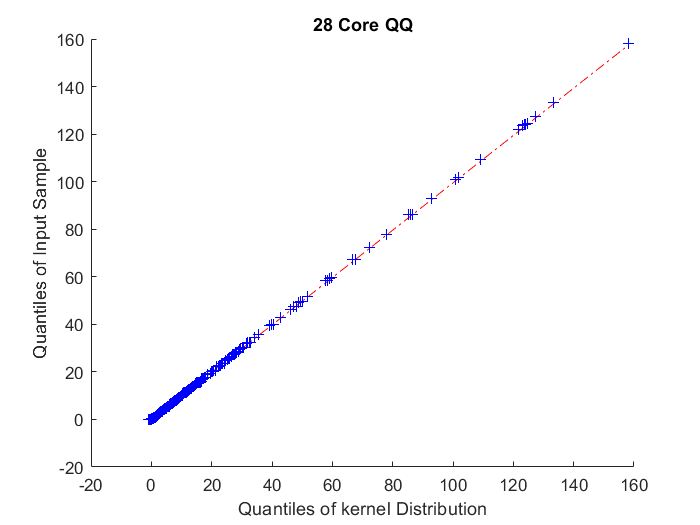 28 Core QQ
160
140
120
100
80
60
40
20
0
-20
Quantiles of Input Sample
-20 0 20 40 60 80 100 120 140 160
Quantiles of kernel Distribution